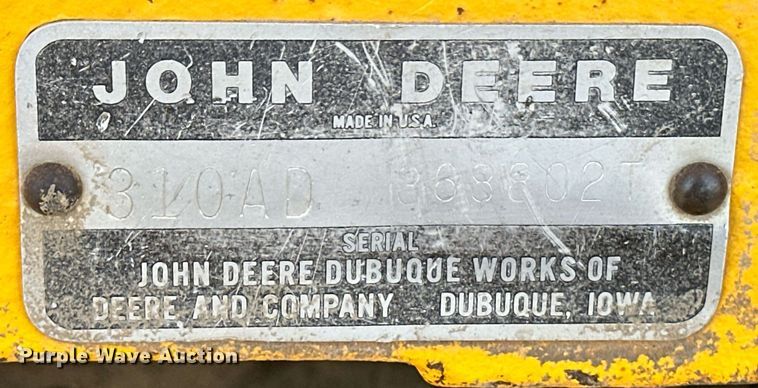 JOHN DEERE
MADE IN U.S.A.
310AD 363802T
SERIAL
JOHN DEERE DUBUQUE WORKS OF
DEERE AND COMPANY DUBUQUE, IOWA
Purple Wave Auction